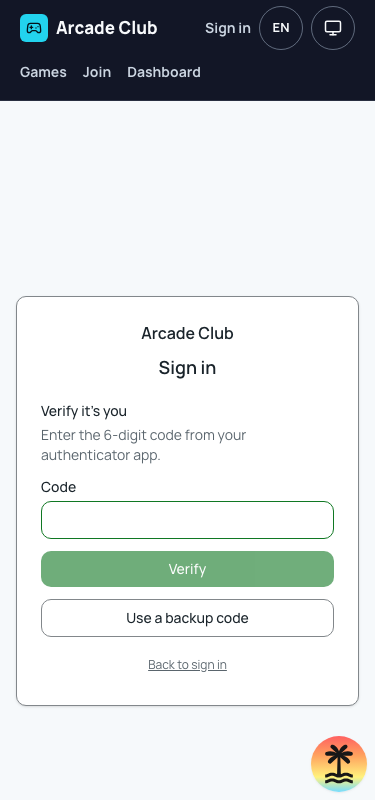 Arcade Club
Sign in
EN
Games
Join
Dashboard
Arcade Club
Sign in
Verify it's you
Enter the 6-digit code from your
authenticator app.
Code
Verify
Use a backup code
Back to sign in